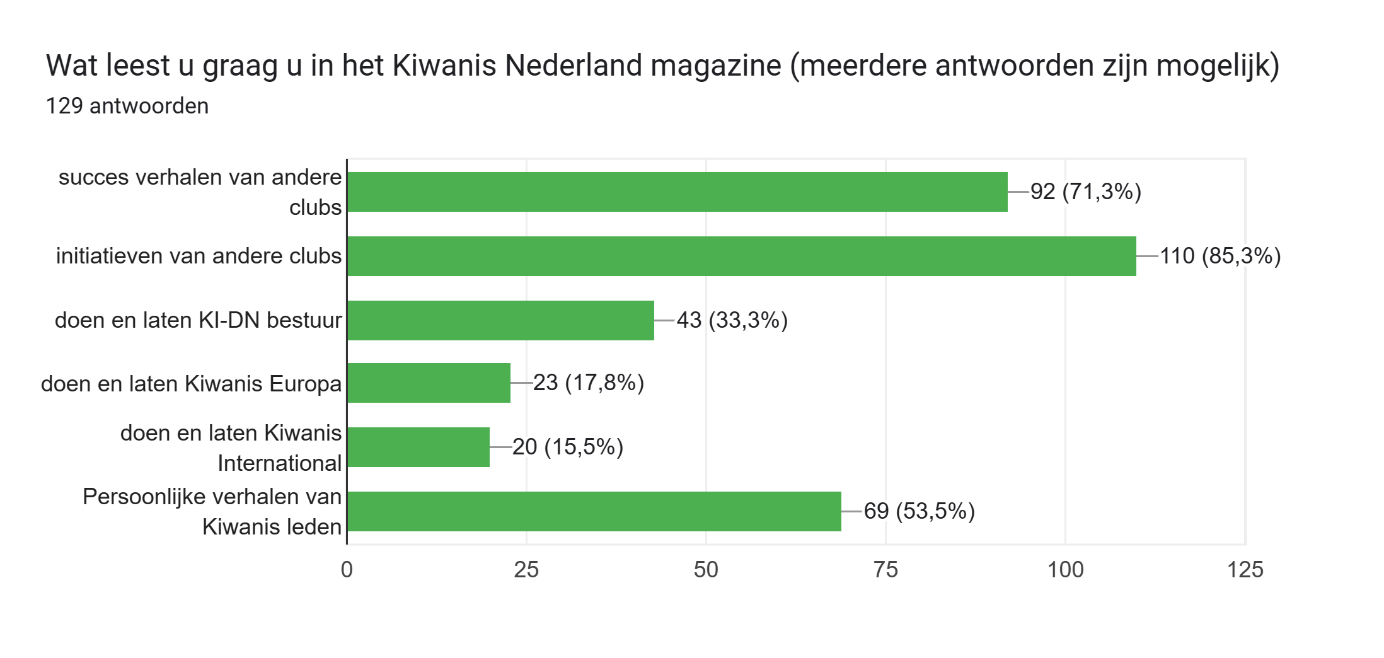 Wat leest u graag u in het Kiwanis Nederland magazine (meerdere antwoorden zijn mogelijk)
129 antwoorden
succes verhalen van andere
clubs
92 (71,3%)
initiatieven van andere clubs
110 (85,3%)
doen en laten KI-DN bestuur
43 (33,3%)
doen en laten Kiwanis Europa
23 (17,8%)
doen en laten Kiwanis
International
20 (15,5%)
Persoonlijke verhalen van
Kiwanis leden
69 (53,5%)
0 25 50 75 100 125